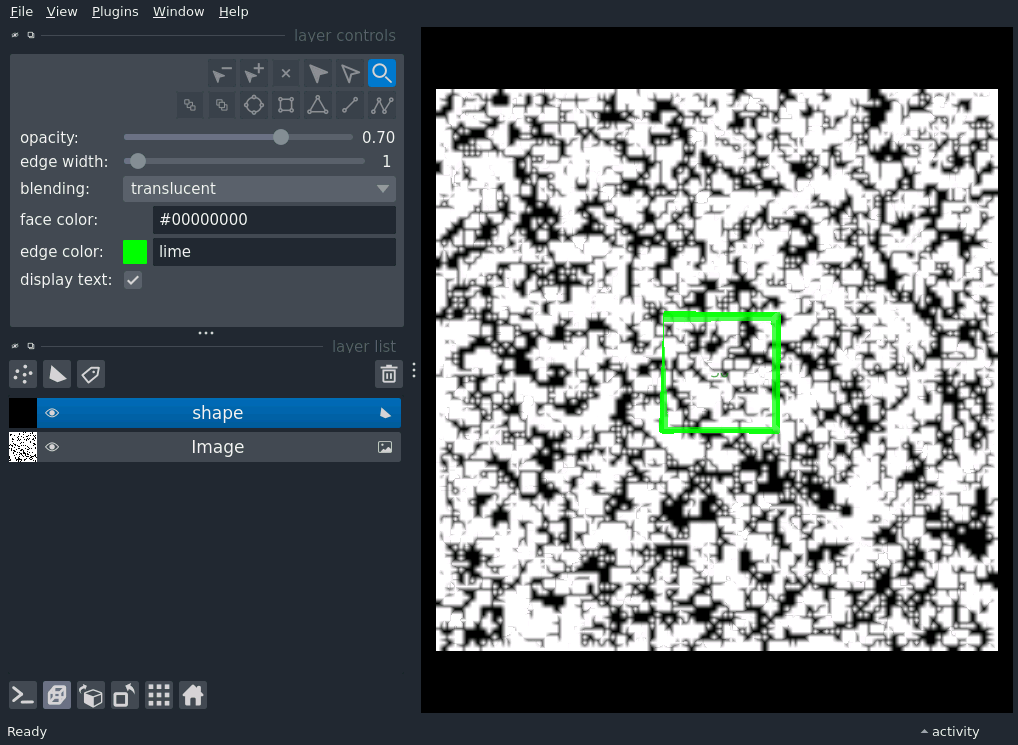 File View Plugins Window Help
layer controls
opacity: 0.70
edge width: 1
blending: translucent
face color: #00000000
edge color: lime
display text:
layer list
shape
Image
Ready
activity